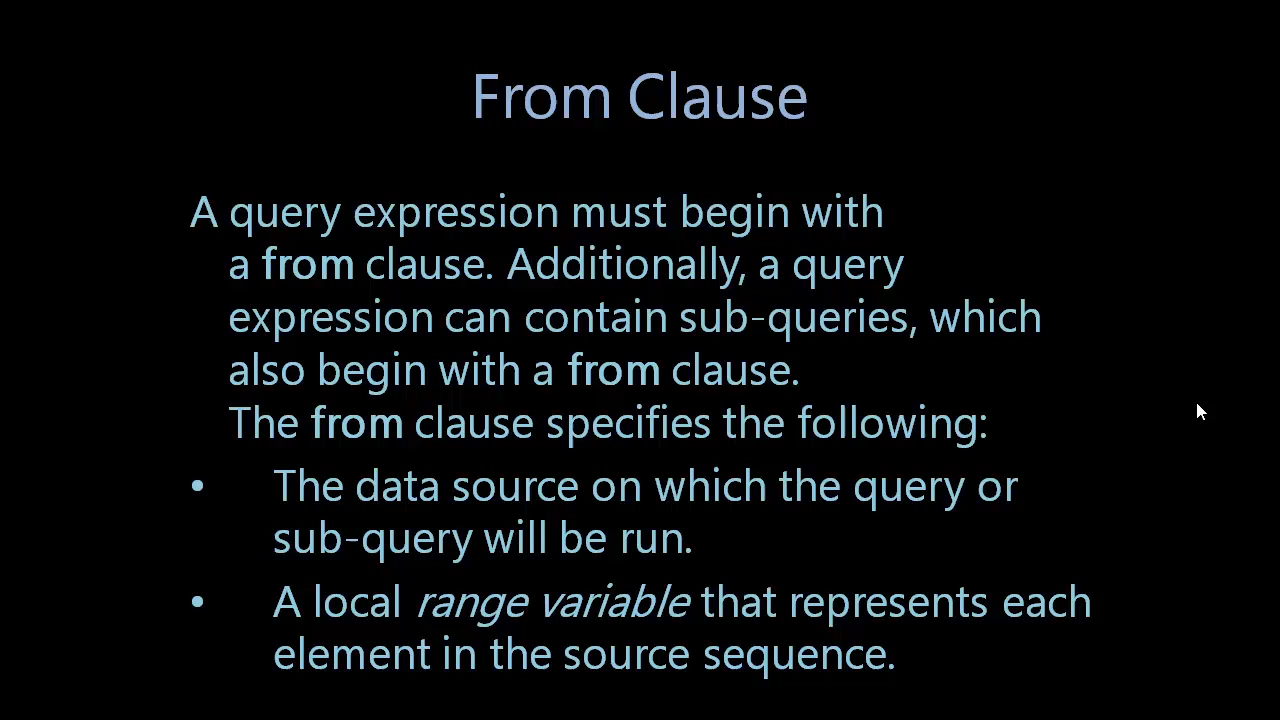 From Clause
A query expression must begin with
a from clause. Additionally, a query
expression can contain sub-queries, which
also begin with a from clause.
The from clause specifies the following:
• The data source on which the query or
sub-query will be run.
• A local range variable that represents each
element in the source sequence.